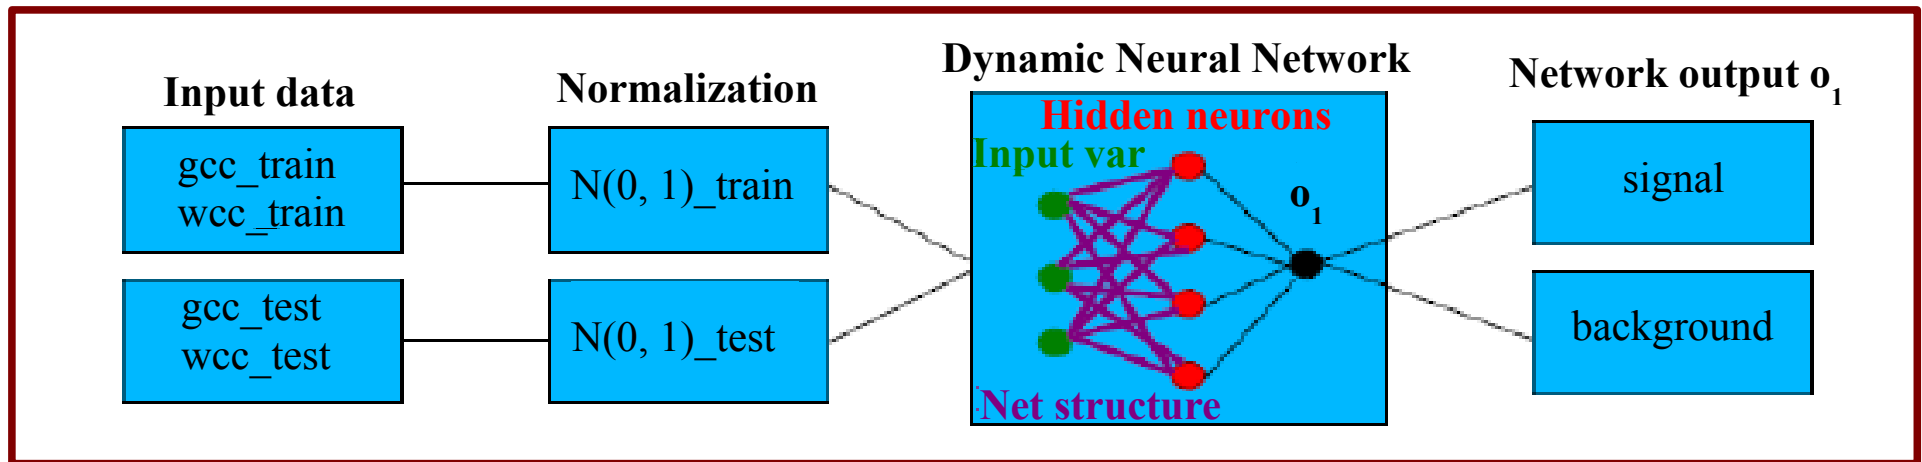 Input data
gcc_train
wcc_train
gcc_test
wcc_test
Normalization
N(0, 1)_train
N(0, 1)_test
Dynamic Neural Network
Hidden neurons
Input var
o₁
Net structure
Network output o₁
signal
background